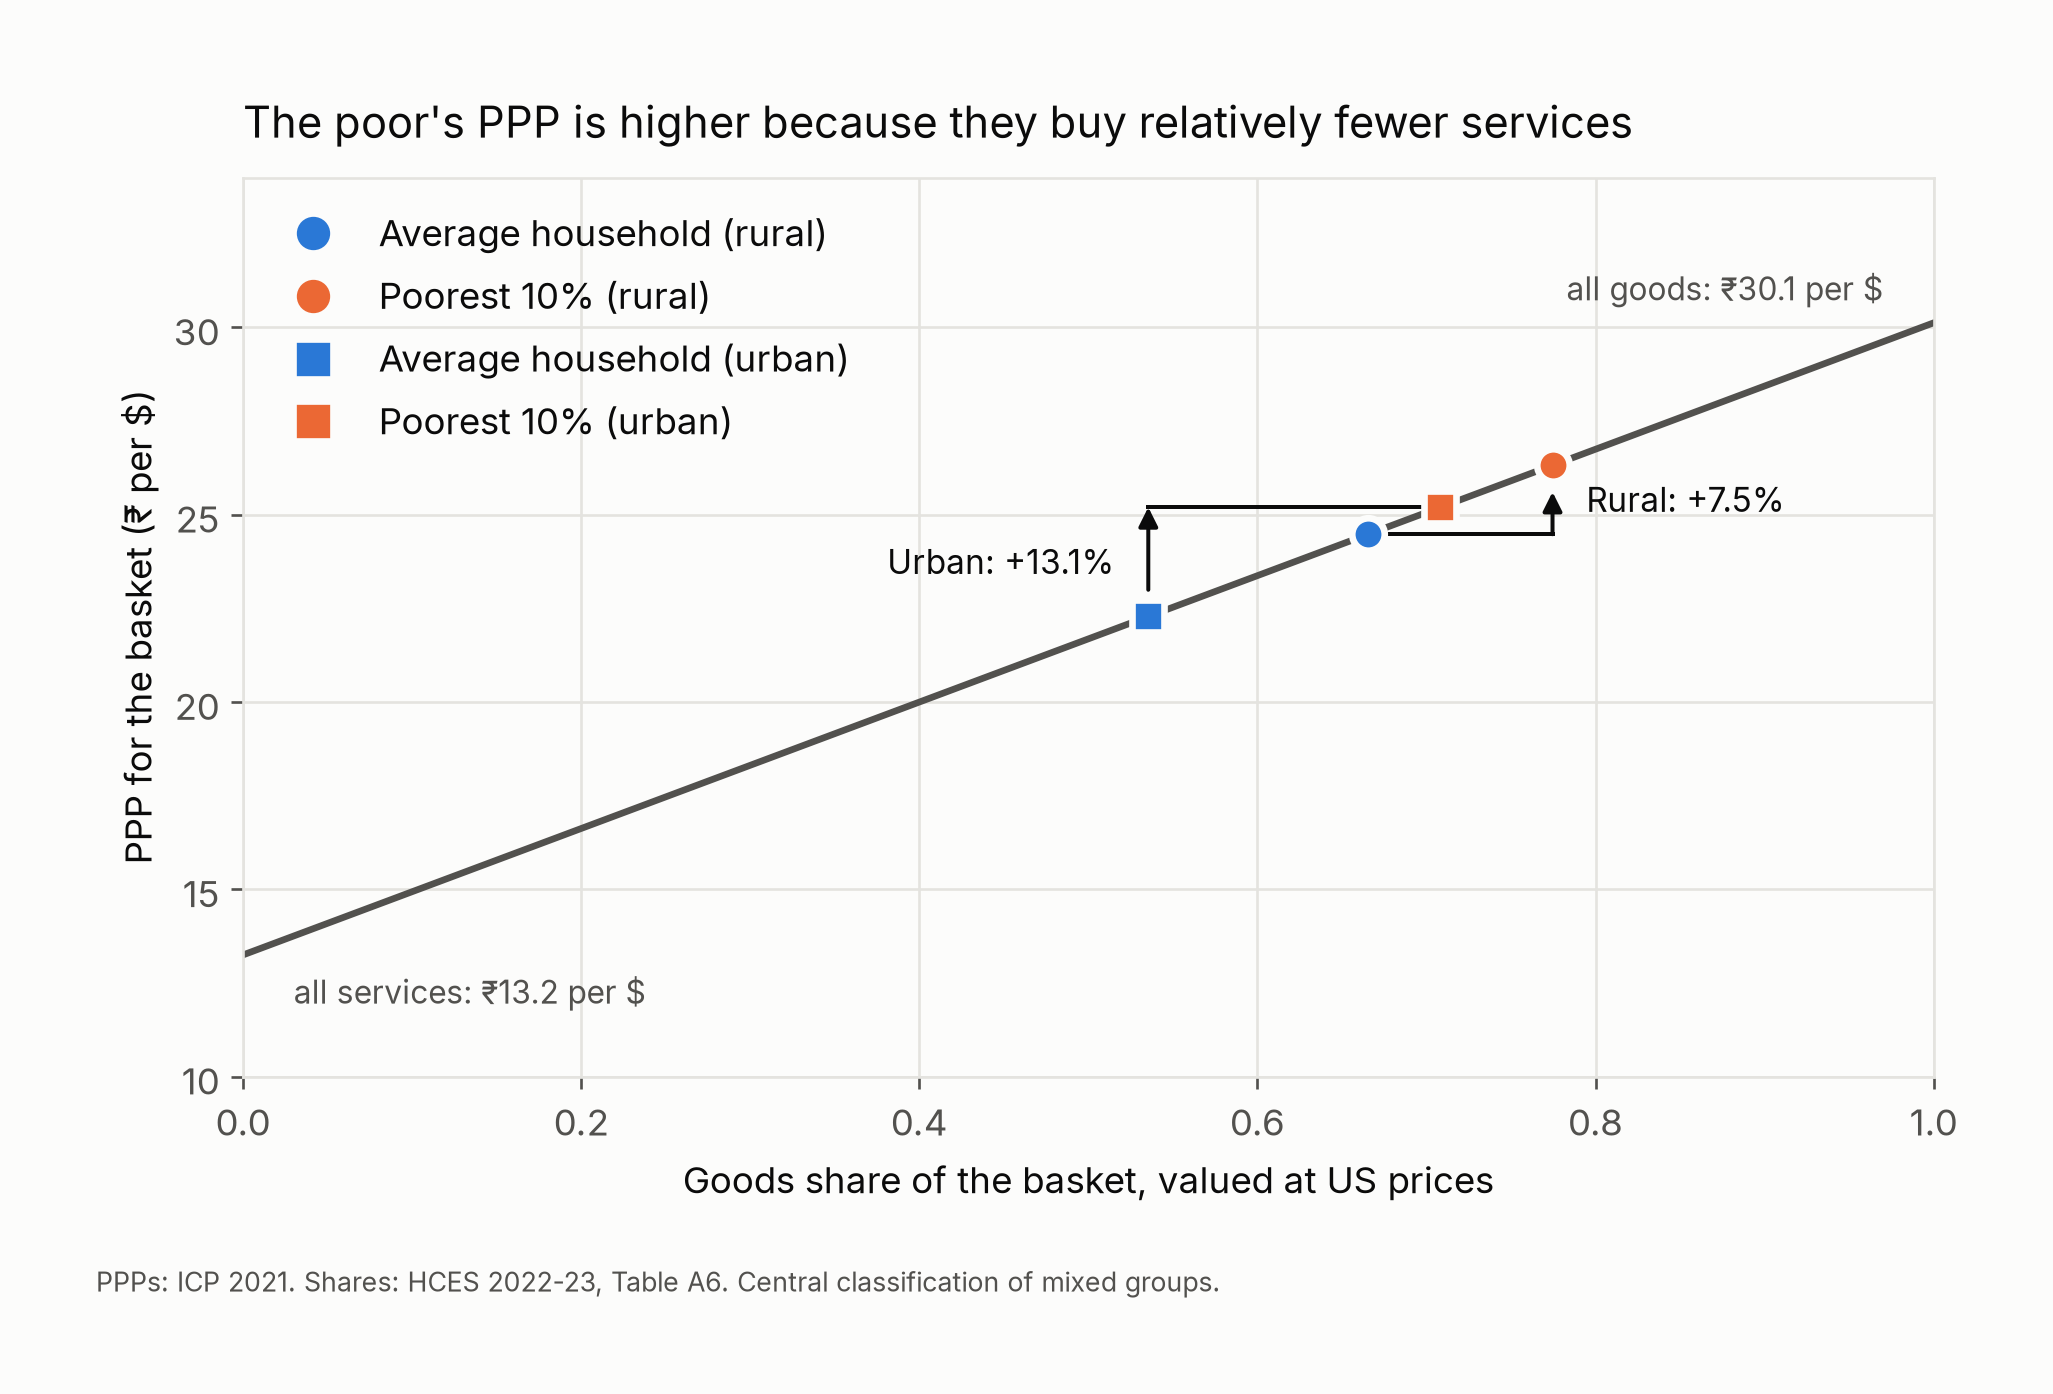 The poor's PPP is higher because they buy relatively fewer services
Average household (rural)
Poorest 10% (rural)
Average household (urban)
Poorest 10% (urban)
all goods: ₹30.1 per $
Rural: +7.5%
Urban: +13.1%
all services: ₹13.2 per $
PPP for the basket (₹ per $)
30
25
20
15
10
0.0 0.2 0.4 0.6 0.8 1.0
Goods share of the basket, valued at US prices
PPPs: ICP 2021. Shares: HCES 2022-23, Table A6. Central classification of mixed groups.